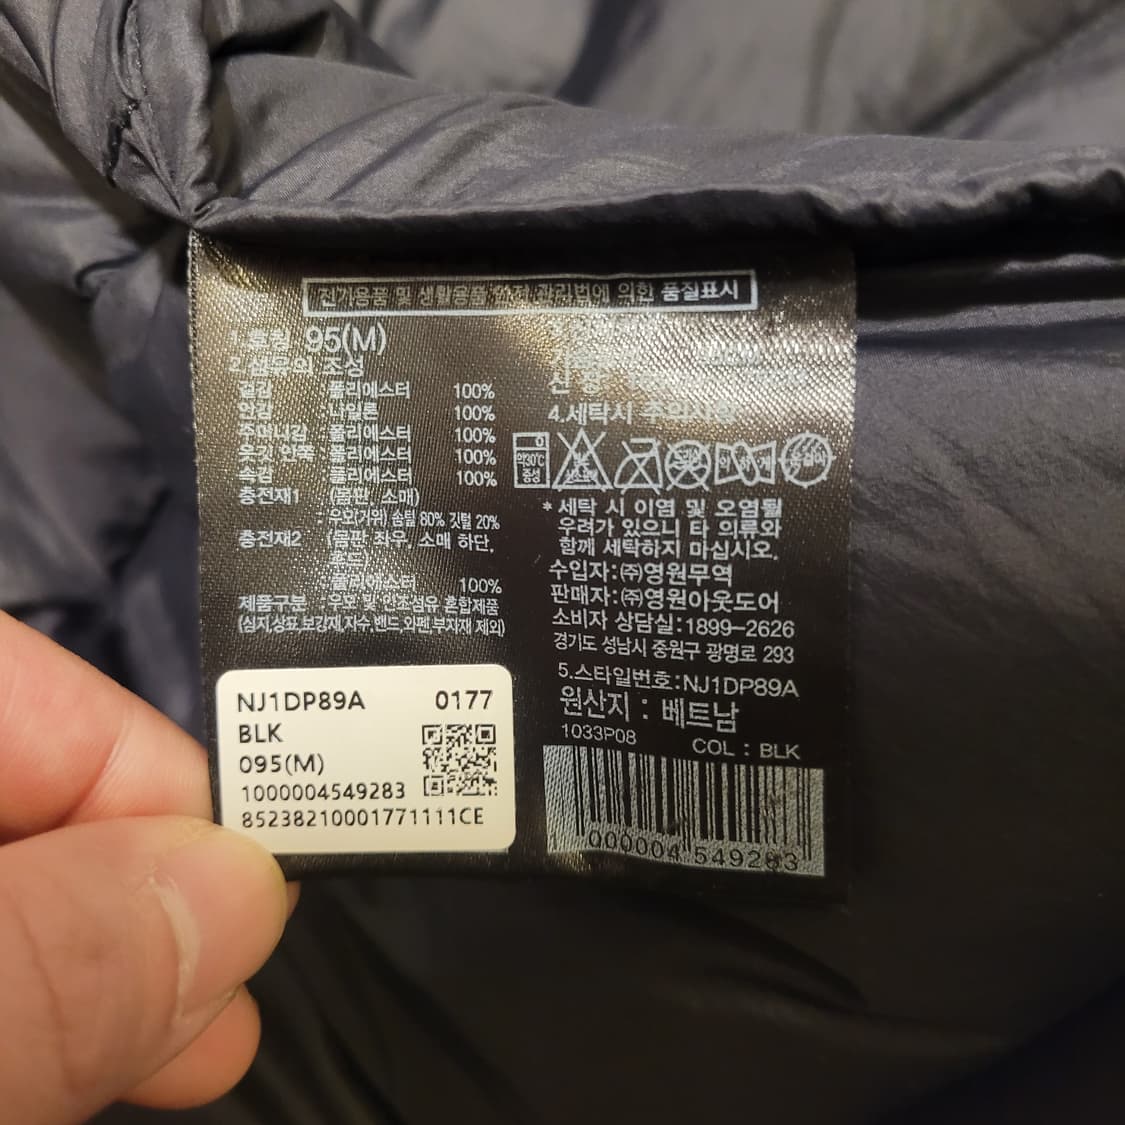 전기용품 및 생활용품 안전 관리법에 의한 품질표시
1.호칭 95(M)
2.섬유의 조성
겉감 폴리에스터 100%
안감 :나일론 100%
주머니감 폴리에스터 100%
우깃 안쪽 폴리에스터 100%
속감 폴리에스터 100%
충전재1 (몸판, 소매)
: 우모(거위) 솜털 80% 깃털 20%
충전재2 (몸판 좌우, 소매 하단,
후드)
폴리에스터 100%
제품구분 : 우모 및 인조섬유 혼합제품
(심지,상표,보강재,자수,밴드,와펜,부자재 제외)
신장
4.세탁시 주의사항
약30℃
중성
* 세탁 시 이염 및 오염될
우려가 있으니 타 의류와
함께 세탁하지 마십시오.
수입자:㈜영원무역
판매자:㈜영원아웃도어
소비자 상담실:1899-2626
경기도 성남시 중원구 광명로 293
5.스타일번호:NJ1DP89A
원산지 : 베트남
1033P08 COL : BLK
000004 549283
NJ1DP89A 0177
BLK
095(M)
1000004549283
85238210001771111CE